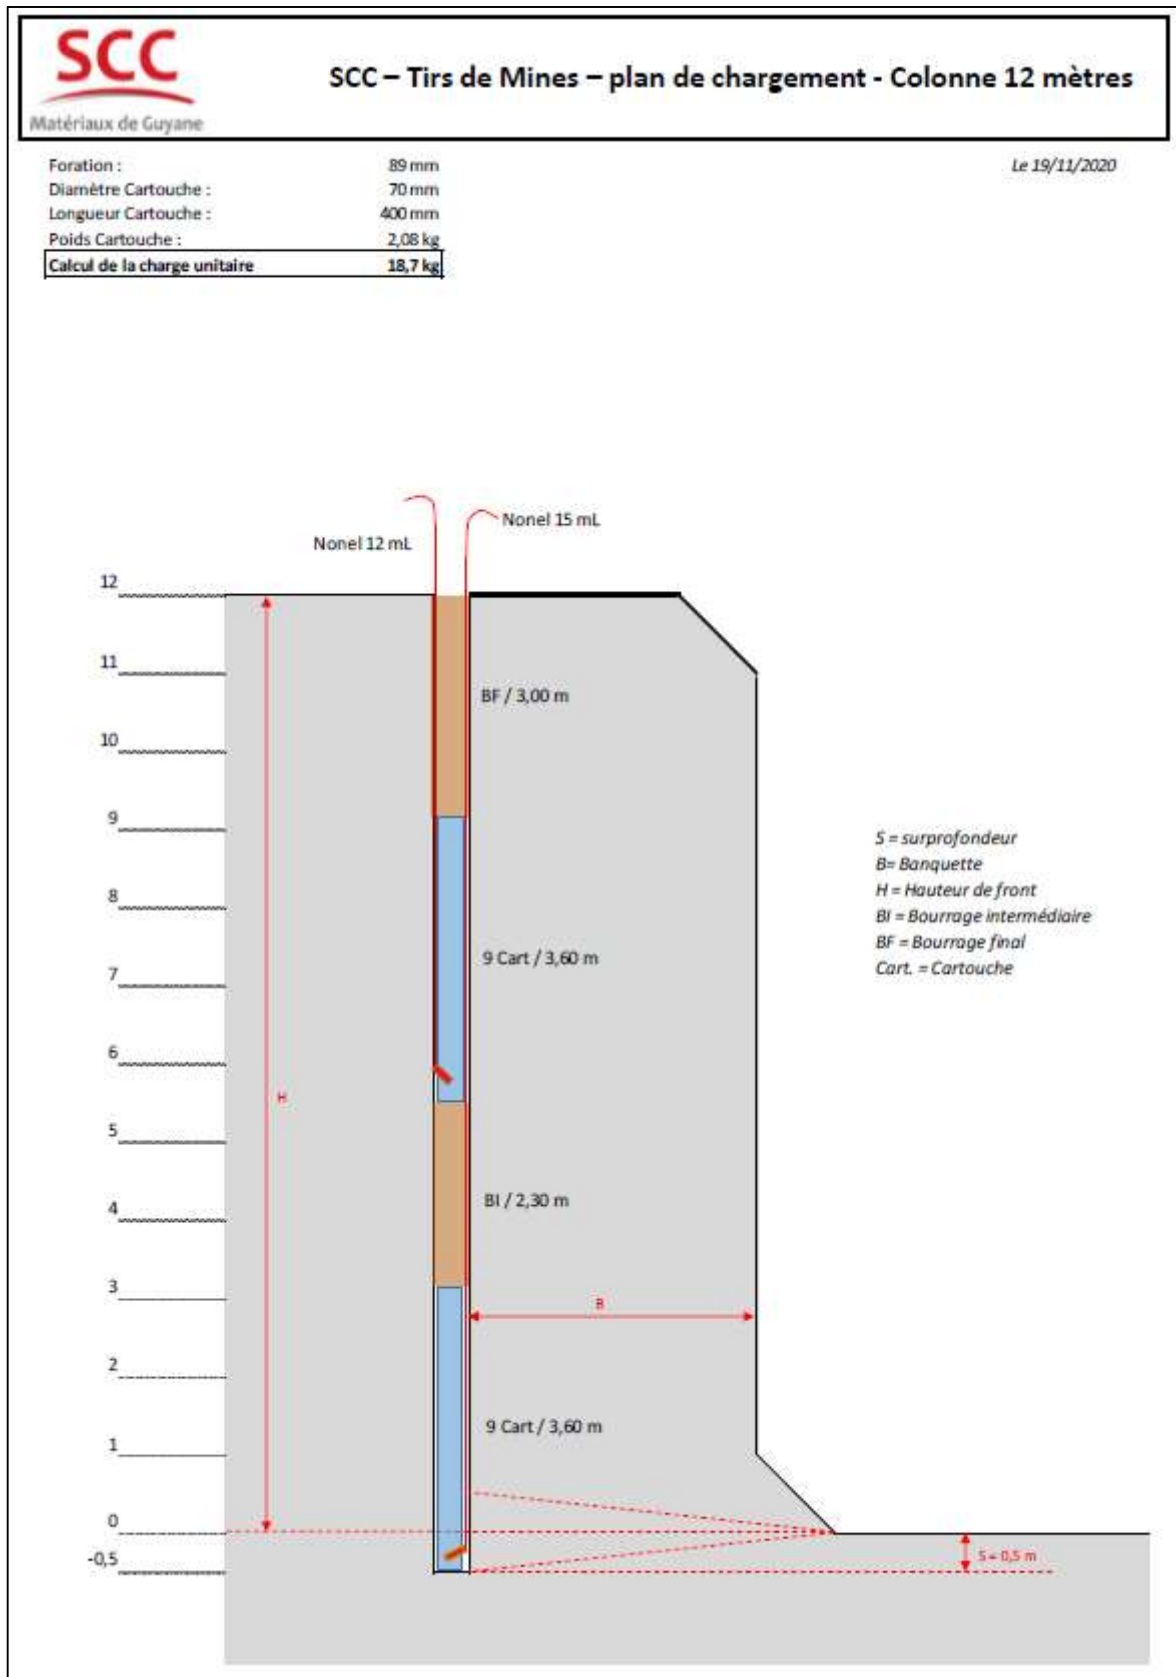 SCC
Matériaux de Guyane
SCC – Tirs de Mines – plan de chargement - Colonne 12 mètres
Foration : 89 mm
Le 19/11/2020
Diamètre Cartouche : 70 mm
Longueur Cartouche : 400 mm
Poids Cartouche : 2,08 kg
Calcul de la charge unitaire 18,7 kg
Nonel 15 mL
Nonel 12 mL
12
11
BF / 3,00 m
10
9
S = surprofondeur
B= Banquette
8
H = Hauteur de front
BI = Bourrage intermédiaire
BF = Bourrage final
9 Cart / 3,60 m
Cart. = Cartouche
7
6
H
5
BI / 2,30 m
4
3
B
2
9 Cart / 3,60 m
1
0
-0,5
S = 0,5 m